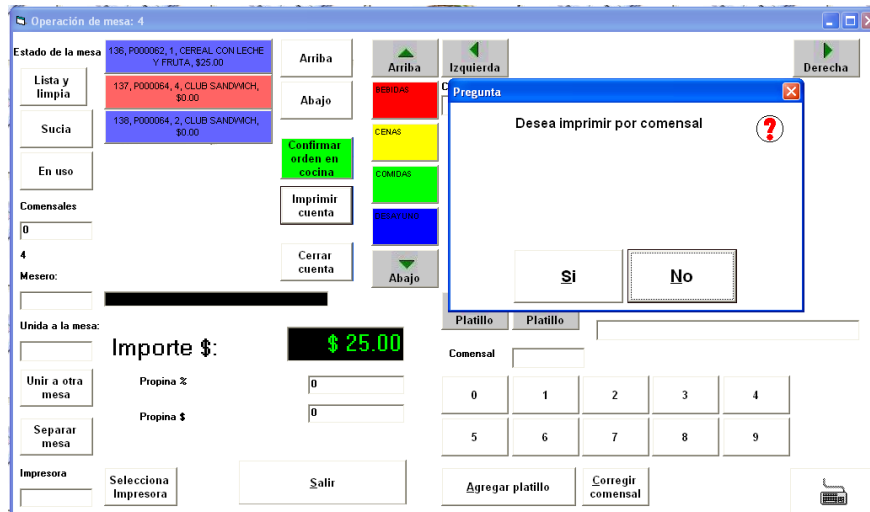 Operación de mesa: 4
Estado de la mesa
Lista y
limpia
Sucia
En uso
Comensales
0
4
Mesero:
Unida a la mesa:
Unir a otra
mesa
Separar
mesa
Impresora
136, P000062, 1, CEREAL CON LECHE
Y FRUTA, $25.00
137, P000064, 4, CLUB SANDWICH,
$0.00
138, P000064, 2, CLUB SANDWICH,
$0.00
Arriba
Abajo
Confirmar
orden en
cocina
Imprimir
cuenta
Cerrar
cuenta
Arriba
BEBIDAS
CENAS
COMIDAS
DESAYUNO
Abajo
Izquierda
Derecha
Pregunta
Desea imprimir por comensal
Si
No
Importe $:
$ 25.00
Propina %
0
Propina $
0
Selecciona
Impresora
Salir
Platillo
Platillo
Comensal
0 1 2 3 4
5 6 7 8 9
Agregar platillo
Corregir
comensal